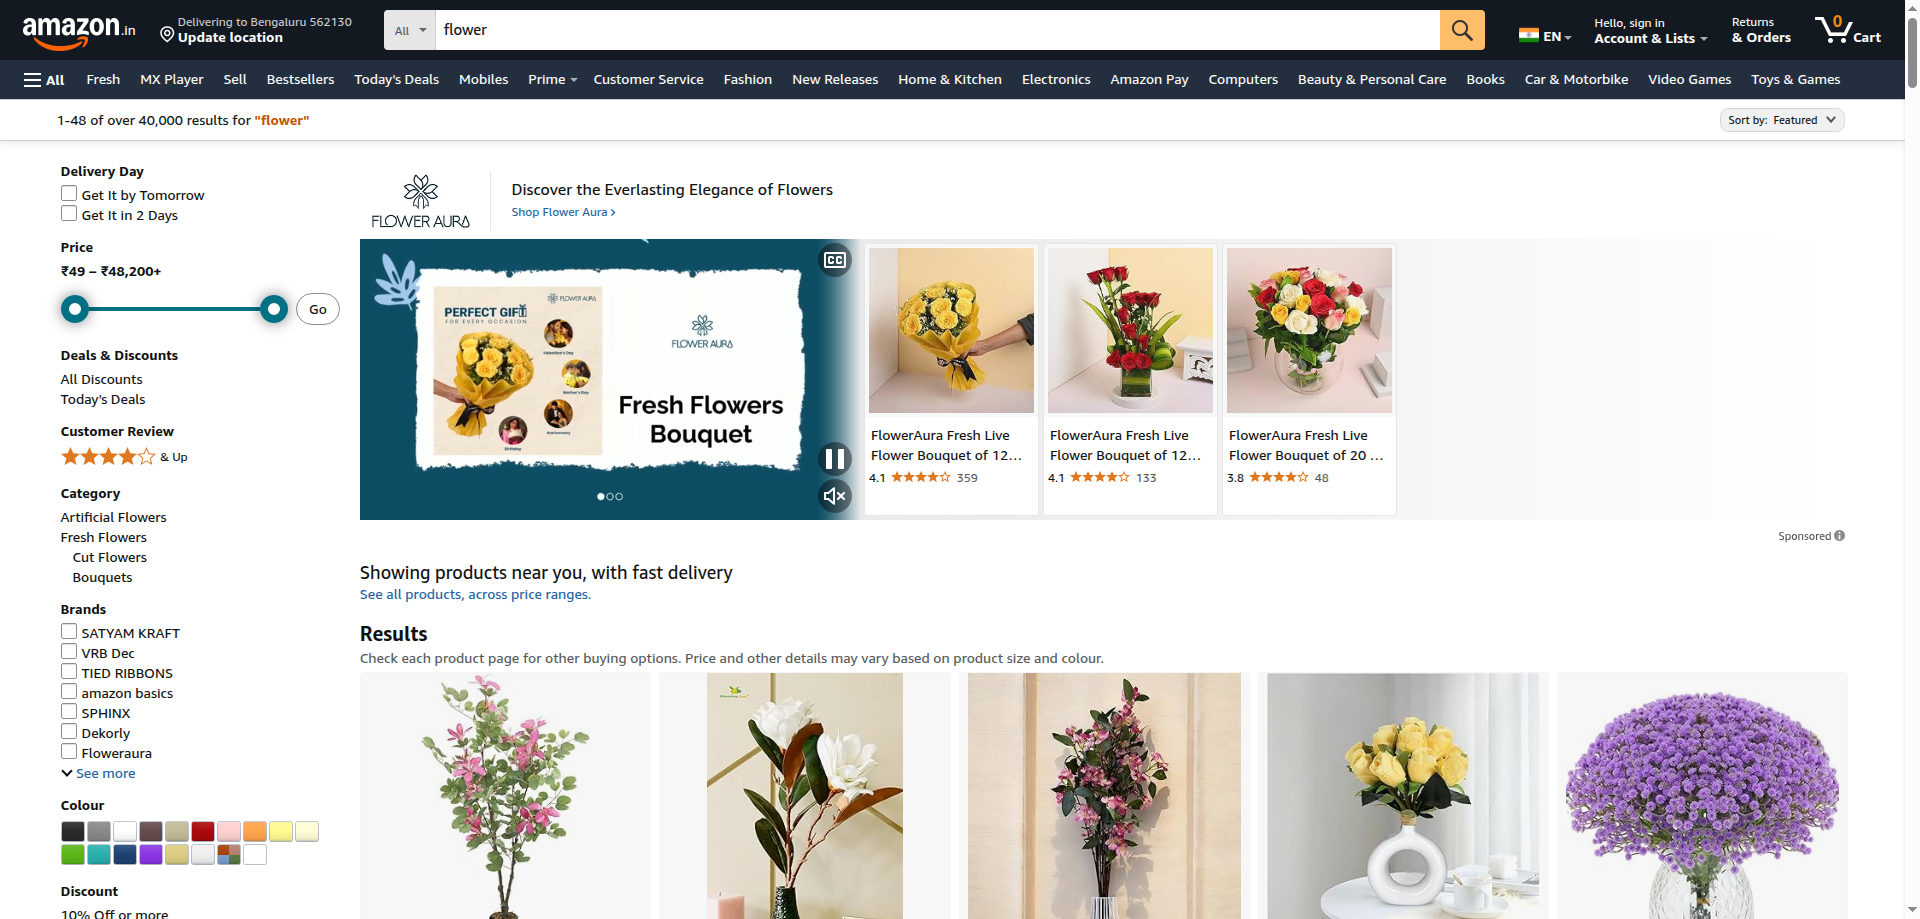 amazon.in
Delivering to Bengaluru 562130
Update location
All
flower
EN
Hello, sign in
Account & Lists
Returns
& Orders
0
Cart
All
Fresh
MX Player
Sell
Bestsellers
Today's Deals
Mobiles
Prime
Customer Service
Fashion
New Releases
Home & Kitchen
Electronics
Amazon Pay
Computers
Beauty & Personal Care
Books
Car & Motorbike
Video Games
Toys & Games
1-48 of over 40,000 results for "flower"
Sort by: Featured
Delivery Day
Get It by Tomorrow
Get It in 2 Days
Price
₹49 – ₹48,200+
Go
Deals & Discounts
All Discounts
Today's Deals
Customer Review
& Up
Category
Artificial Flowers
Fresh Flowers
Cut Flowers
Bouquets
Brands
SATYAM KRAFT
VRB Dec
TIED RIBBONS
amazon basics
SPHINX
Dekorly
Floweraura
See more
Colour
Discount
10% Off or more
FLOWER AURA
Discover the Everlasting Elegance of Flowers
Shop Flower Aura ›
CC
FLOWER AURA
PERFECT GIFT
FOR EVERY OCCASION
Valentine's Day
Mother's Day
Anniversary
Birthday
FLOWER AURA
Fresh Flowers
Bouquet
FlowerAura Fresh Live
Flower Bouquet of 12...
4.1
359
FlowerAura Fresh Live
Flower Bouquet of 12...
4.1
133
FlowerAura Fresh Live
Flower Bouquet of 20 ...
3.8
48
Sponsored
Showing products near you, with fast delivery
See all products, across price ranges.
Results
Check each product page for other buying options. Price and other details may vary based on product size and colour.